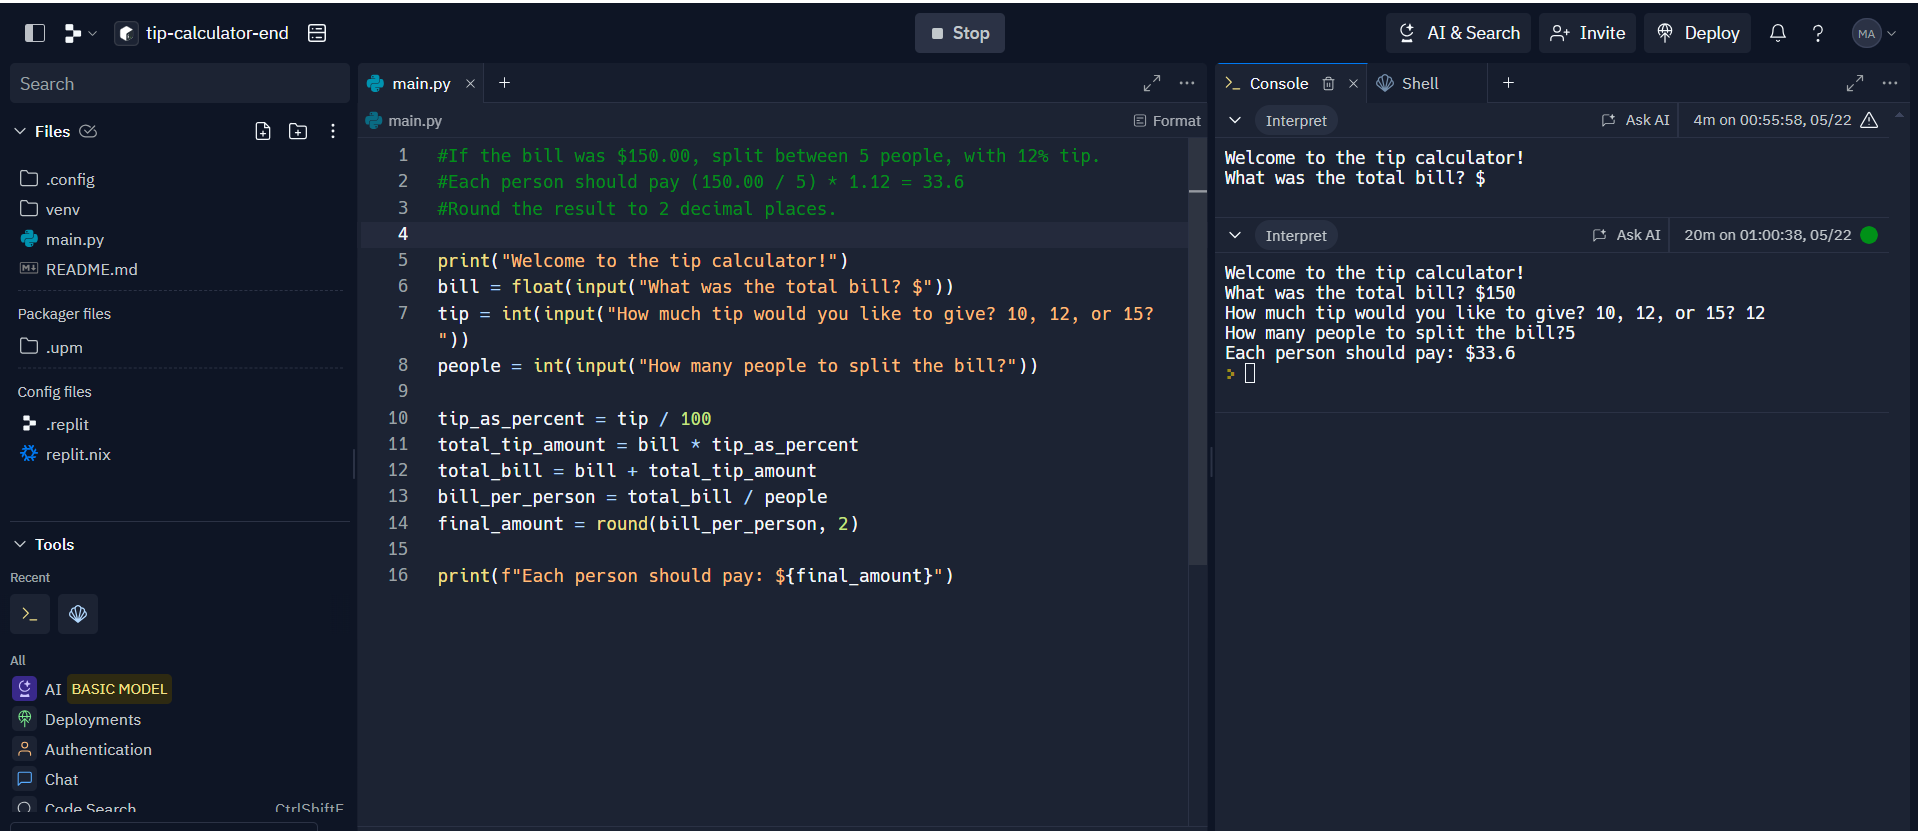 tip-calculator-end
Stop
AI & Search
Invite
Deploy
?
MA
Search
Files
.config
venv
main.py
README.md
Packager files
.upm
Config files
.replit
replit.nix
Tools
Recent
>_
All
AI BASIC MODEL
Deployments
Authentication
Chat
Code Search CtrlShiftF
main.py × +
main.py
Format
1 #If the bill was $150.00, split between 5 people, with 12% tip.
2 #Each person should pay (150.00 / 5) * 1.12 = 33.6
3 #Round the result to 2 decimal places.
4
5 print("Welcome to the tip calculator!")
6 bill = float(input("What was the total bill? $"))
7 tip = int(input("How much tip would you like to give? 10, 12, or 15?
"))
8 people = int(input("How many people to split the bill?"))
9
10 tip_as_percent = tip / 100
11 total_tip_amount = bill * tip_as_percent
12 total_bill = bill + total_tip_amount
13 bill_per_person = total_bill / people
14 final_amount = round(bill_per_person, 2)
15
16 print(f"Each person should pay: ${final_amount}")
>_ Console × Shell +
Interpret Ask AI 4m on 00:55:58, 05/22
Welcome to the tip calculator!
What was the total bill? $
Interpret Ask AI 20m on 01:00:38, 05/22
Welcome to the tip calculator!
What was the total bill? $150
How much tip would you like to give? 10, 12, or 15? 12
How many people to split the bill?5
Each person should pay: $33.6